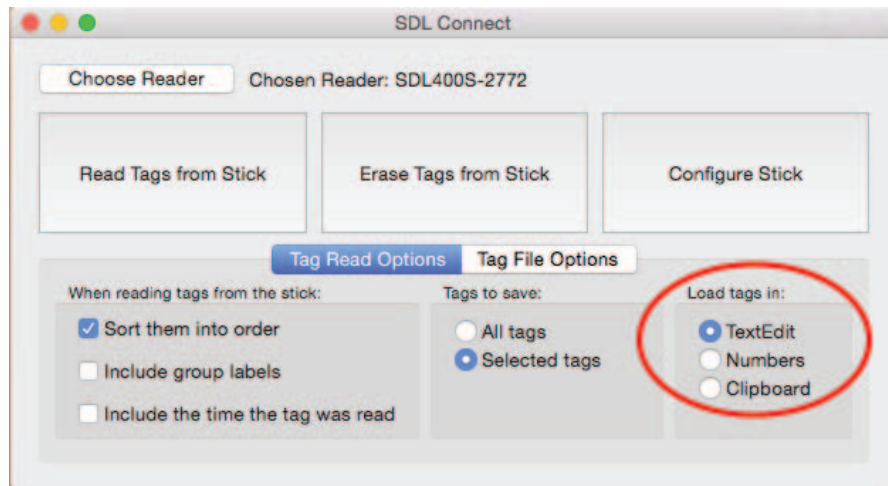 SDL Connect
Choose Reader Chosen Reader: SDL400S-2772
Read Tags from Stick Erase Tags from Stick Configure Stick
Tag Read Options Tag File Options
When reading tags from the stick: Tags to save: Load tags in:
Sort them into order All tags TextEdit
Include group labels Selected tags Numbers
Include the time the tag was read Clipboard